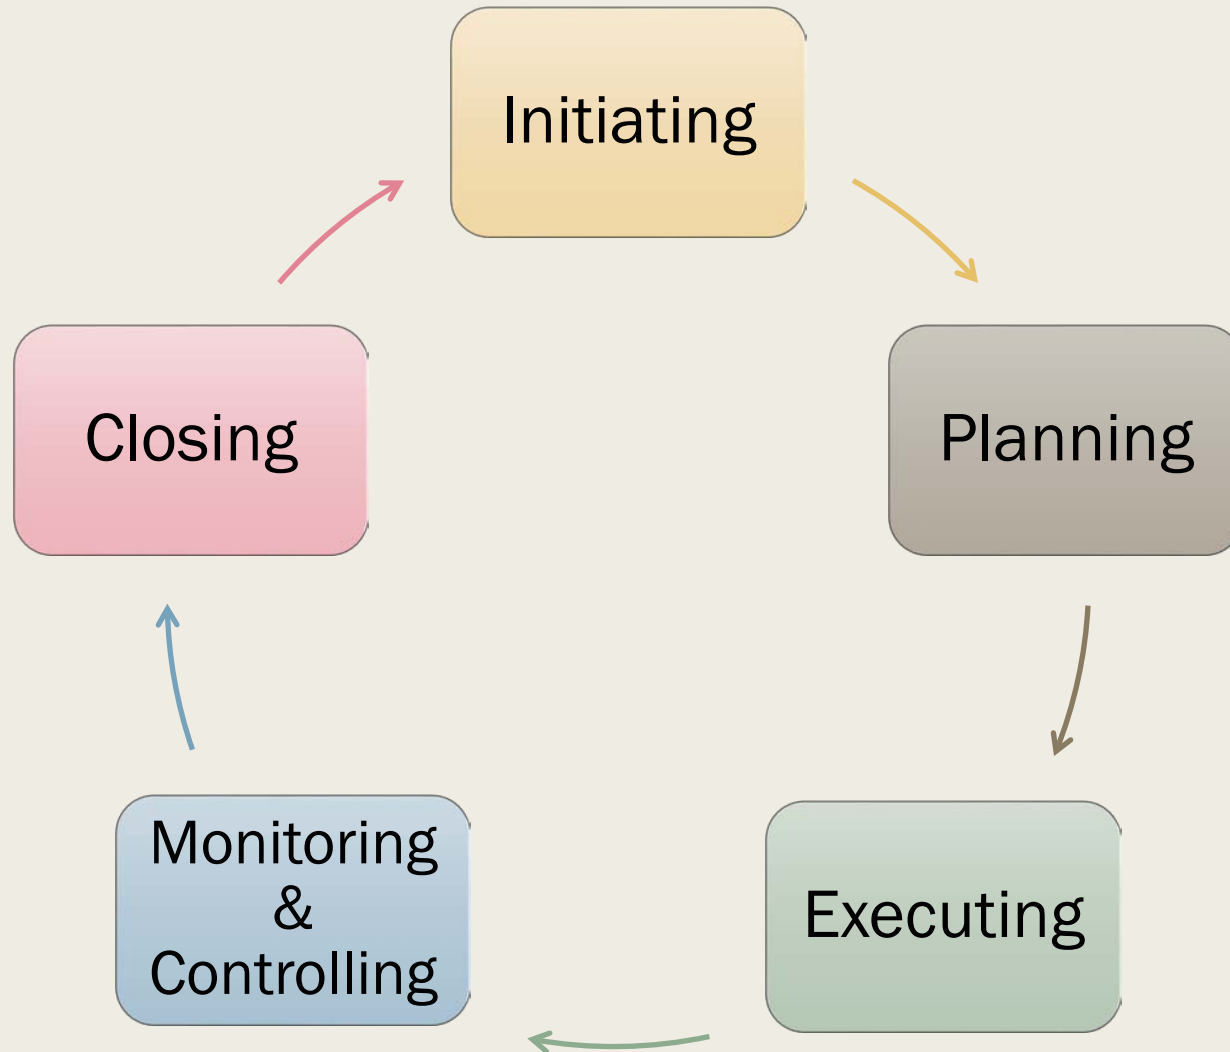 Initiating
Planning
Executing
Monitoring
&
Controlling
Closing